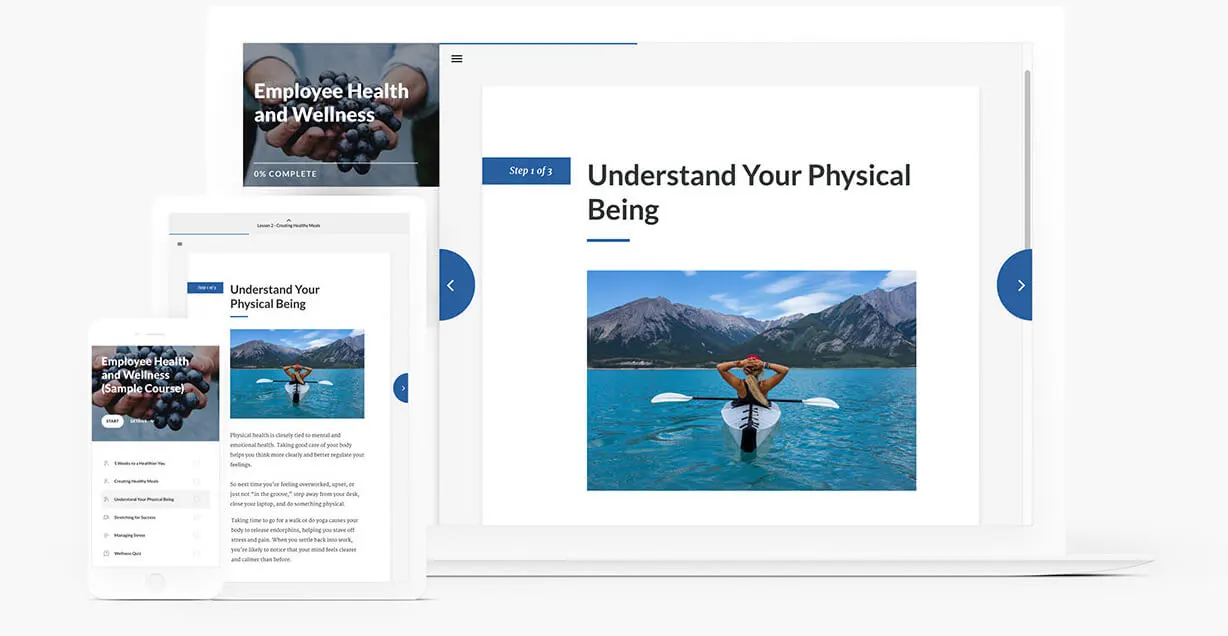 Employee Health
and Wellness
0% COMPLETE
Step 1 of 3
Understand Your Physical
Being
Lesson 2 - Creating Healthy Meals
Step 1 of 3
Understand Your
Physical Being
Physical health is closely tied to mental and
emotional health. Taking good care of your body
helps you think more clearly and better regulate your
feelings.
So next time you're feeling overworked, upset, or
just not "in the groove," step away from your desk,
close your laptop, and do something physical.
Taking time to go for a walk or do yoga causes your
body to release endorphins, helping you stave off
stress and pain. When you settle back into work,
you're likely to notice that your mind feels clearer
and calmer than before.
Employee Health
and Wellness
(Sample Course)
START
DETAILS
5 Weeks to a Healthier You
Creating Healthy Meals
Understand Your Physical Being
Stretching for Success
Managing Stress
Wellness Quiz